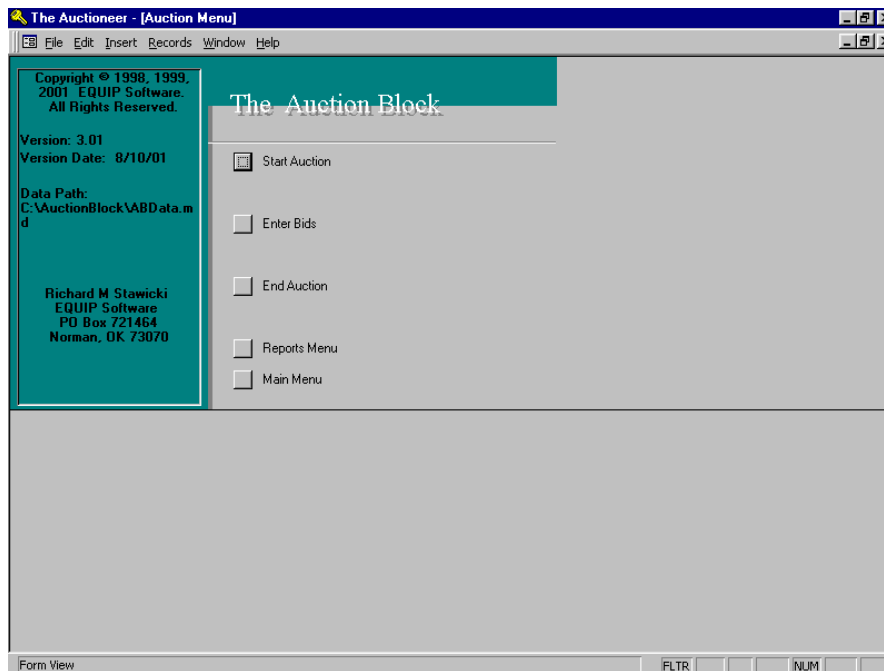 The Auctioneer - [Auction Menu]
File Edit Insert Records Window Help
Copyright © 1998, 1999,
2001 EQUIP Software.
All Rights Reserved.
Version: 3.01
Version Date: 8/10/01
Data Path:
C:\AuctionBlock\ABData.m
d
Richard M Stawicki
EQUIP Software
PO Box 721464
Norman, OK 73070
The Auction Block
Start Auction
Enter Bids
End Auction
Reports Menu
Main Menu
Form View FLTR NUM